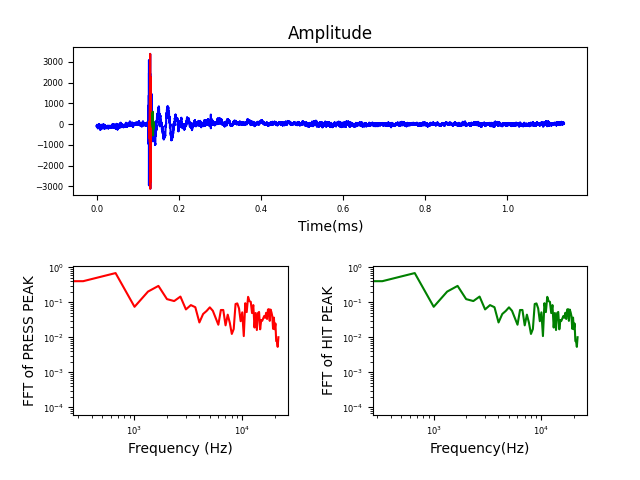 Amplitude
3000
2000
1000
0
−1000
−2000
−3000
0.0 0.2 0.4 0.6 0.8 1.0
Time(ms)
FFT of PRESS PEAK
10⁰
10⁻¹
10⁻²
10⁻³
10⁻⁴
10³ 10⁴
Frequency (Hz)
FFT of HIT PEAK
10⁰
10⁻¹
10⁻²
10⁻³
10⁻⁴
10³ 10⁴
Frequency(Hz)